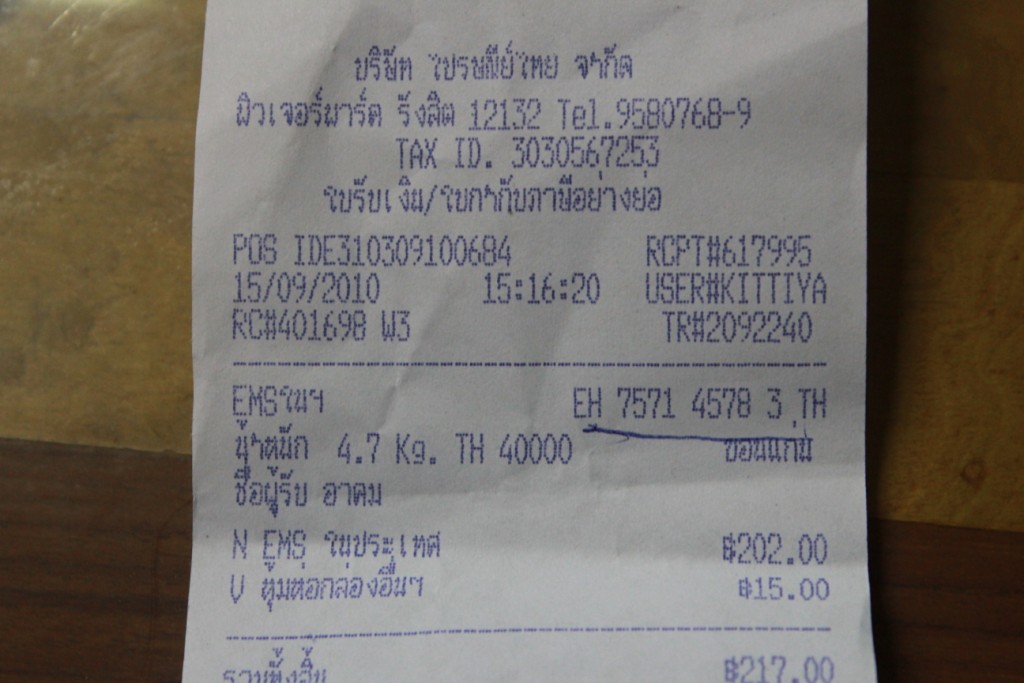 บริษัท ไปรษณีย์ไทย จำกัด
ฟิวเจอร์พาร์ค รังสิต 12132 Tel.9580768-9
TAX ID. 3030567253
ใบรับเงิน/ใบกำกับภาษีอย่างย่อ
POS IDE310309100684 RCPT#617995
15/09/2010 15:16:20 USER#KITTIYA
RC#401698 W3 TR#2092240
EMSในฯ EH 7571 4578 3 TH
น้ำหนัก 4.7 Kg. TH 40000 ขอนแก่น
ชื่อผู้รับ อาคม
N EMS ในประเทศ ฿202.00
V หุ้มห่อกล่องอื่นฯ ฿15.00
รวมทั้งสิ้น ฿217.00